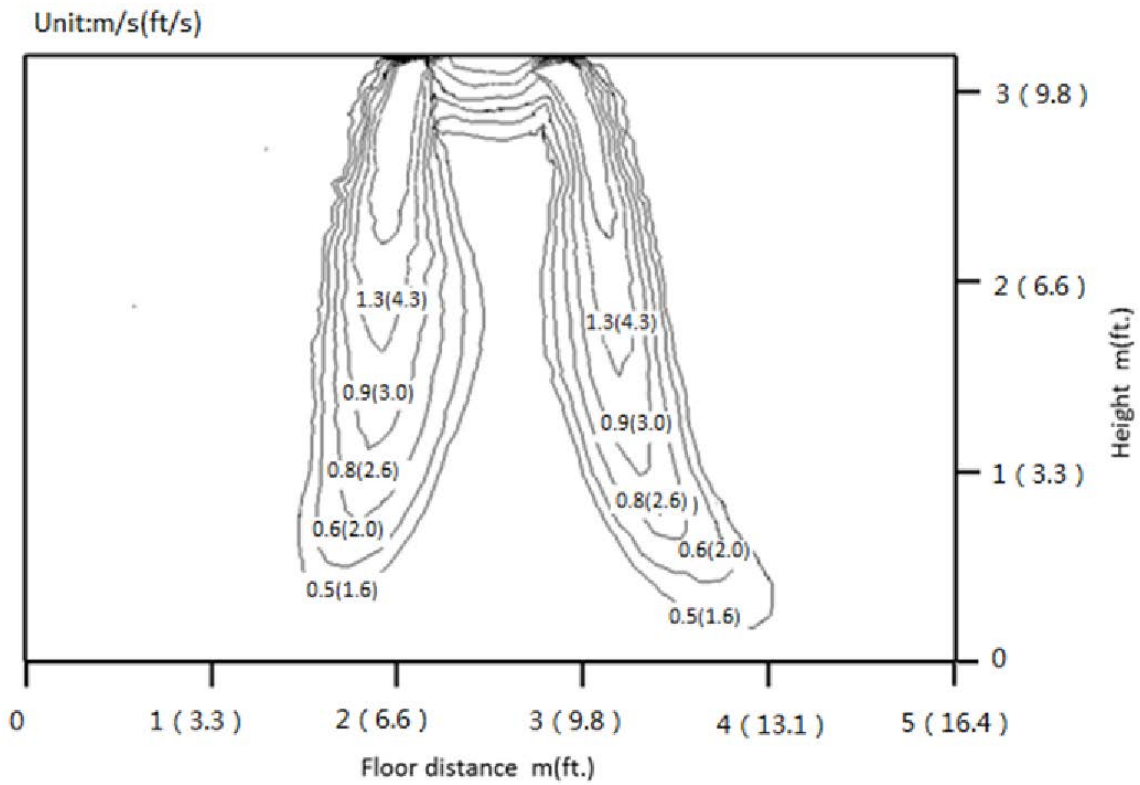 Unit:m/s(ft/s)
3 ( 9.8 )
2 ( 6.6 )
1.3(4.3)
1.3(4.3)
Height m(ft.)
0.9(3.0)
0.9(3.0)
0.8(2.6)
1 ( 3.3 )
0.8(2.6) )
0.6(2.0)
0.6(2.0)
0.5(1.6)
0.5(1.6)
0
0
1 ( 3.3 )
2 ( 6.6 )
3 ( 9.8 )
4 ( 13.1 )
5 ( 16.4 )
Floor distance m(ft.)